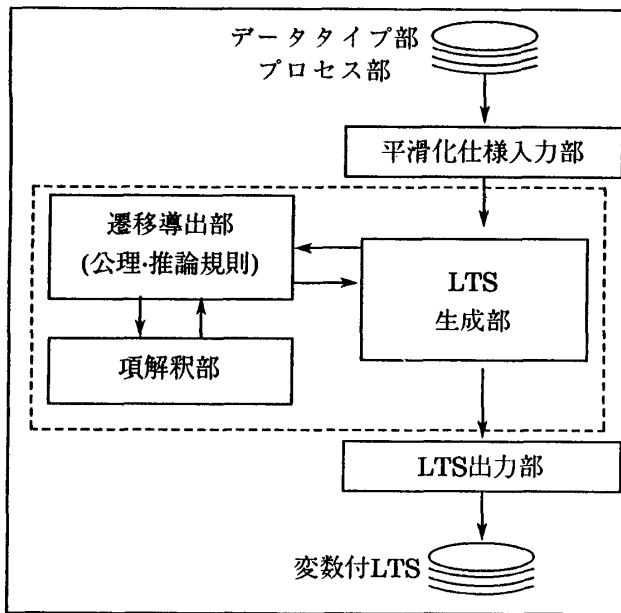 データタイプ部
プロセス部
平滑化仕様入力部
遷移導出部
(公理·推論規則)
LTS
生成部
項解釈部
LTS出力部
変数付LTS